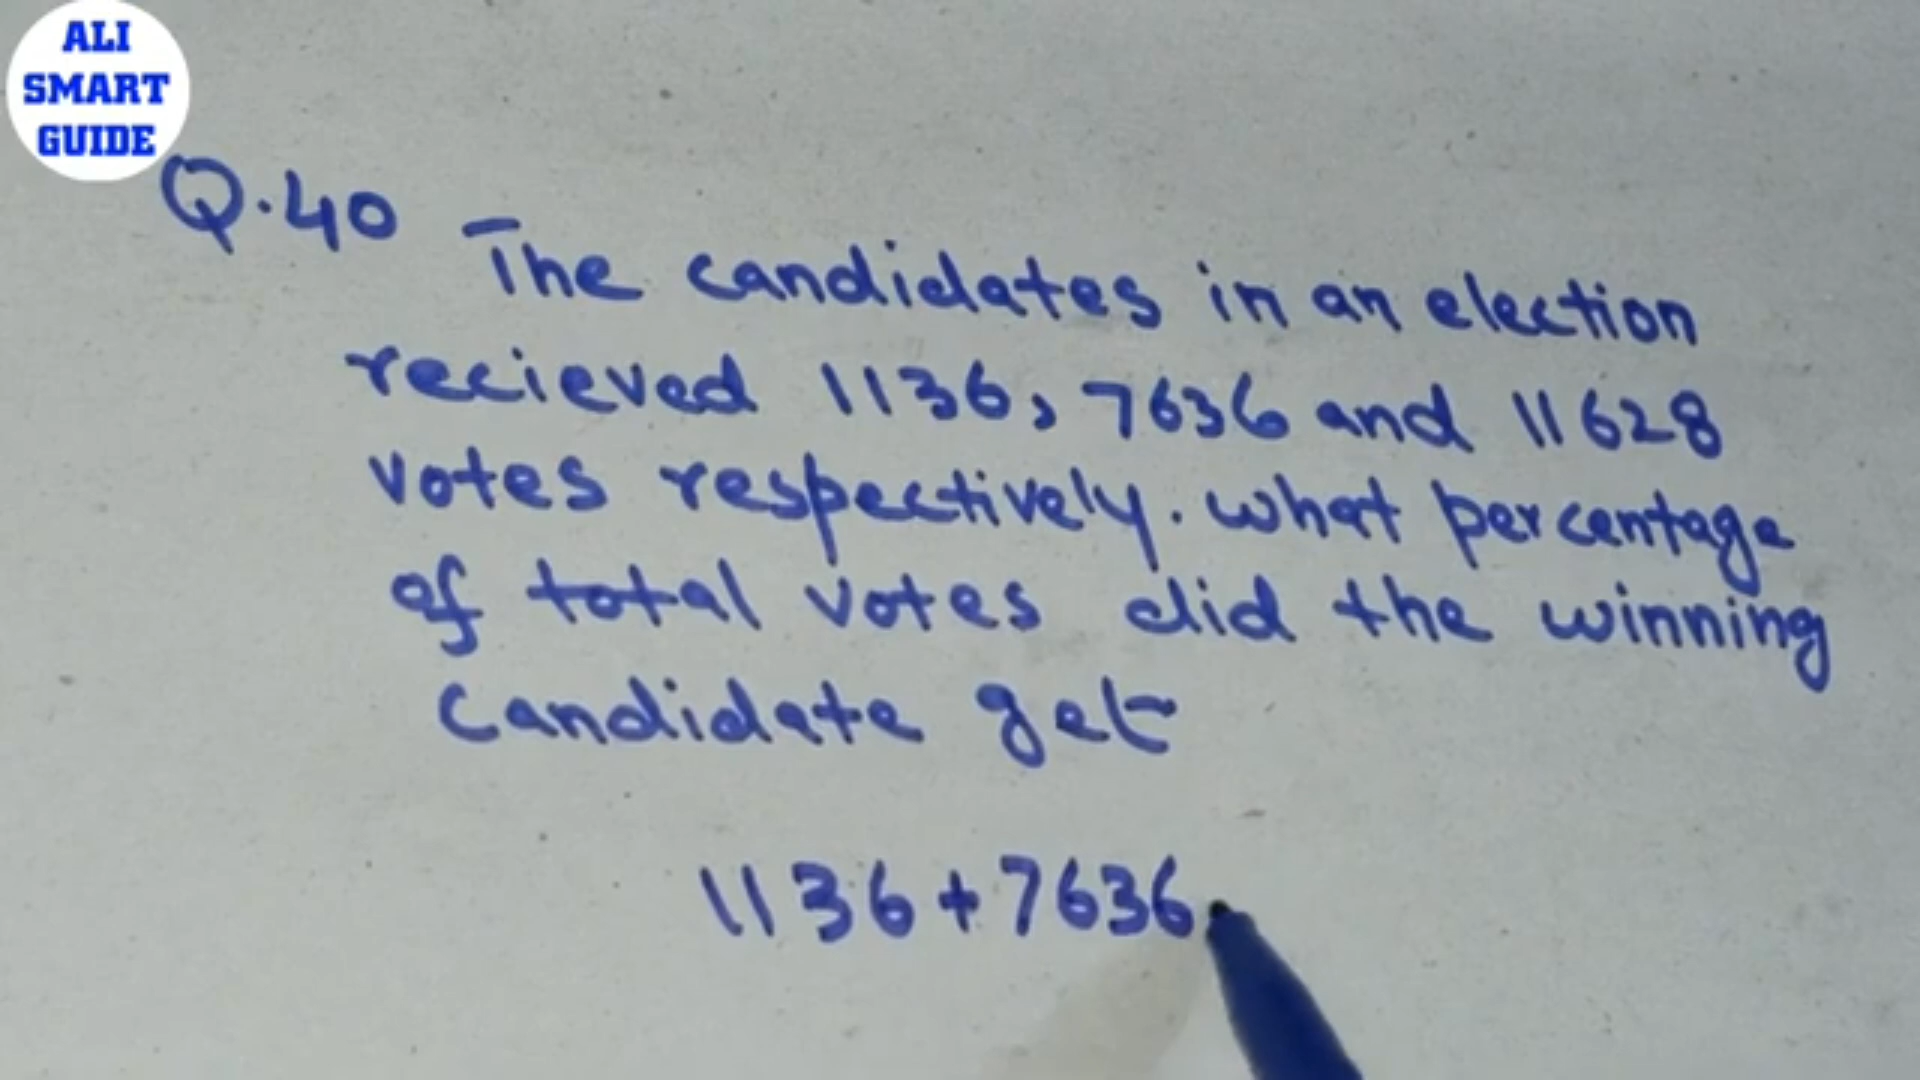 ALI
SMART
GUIDE
Q.40 The candidates in an election
recieved 1136, 7636 and 11628
votes respectively. what percentage
of total votes did the winning
candidate get
1136+7636